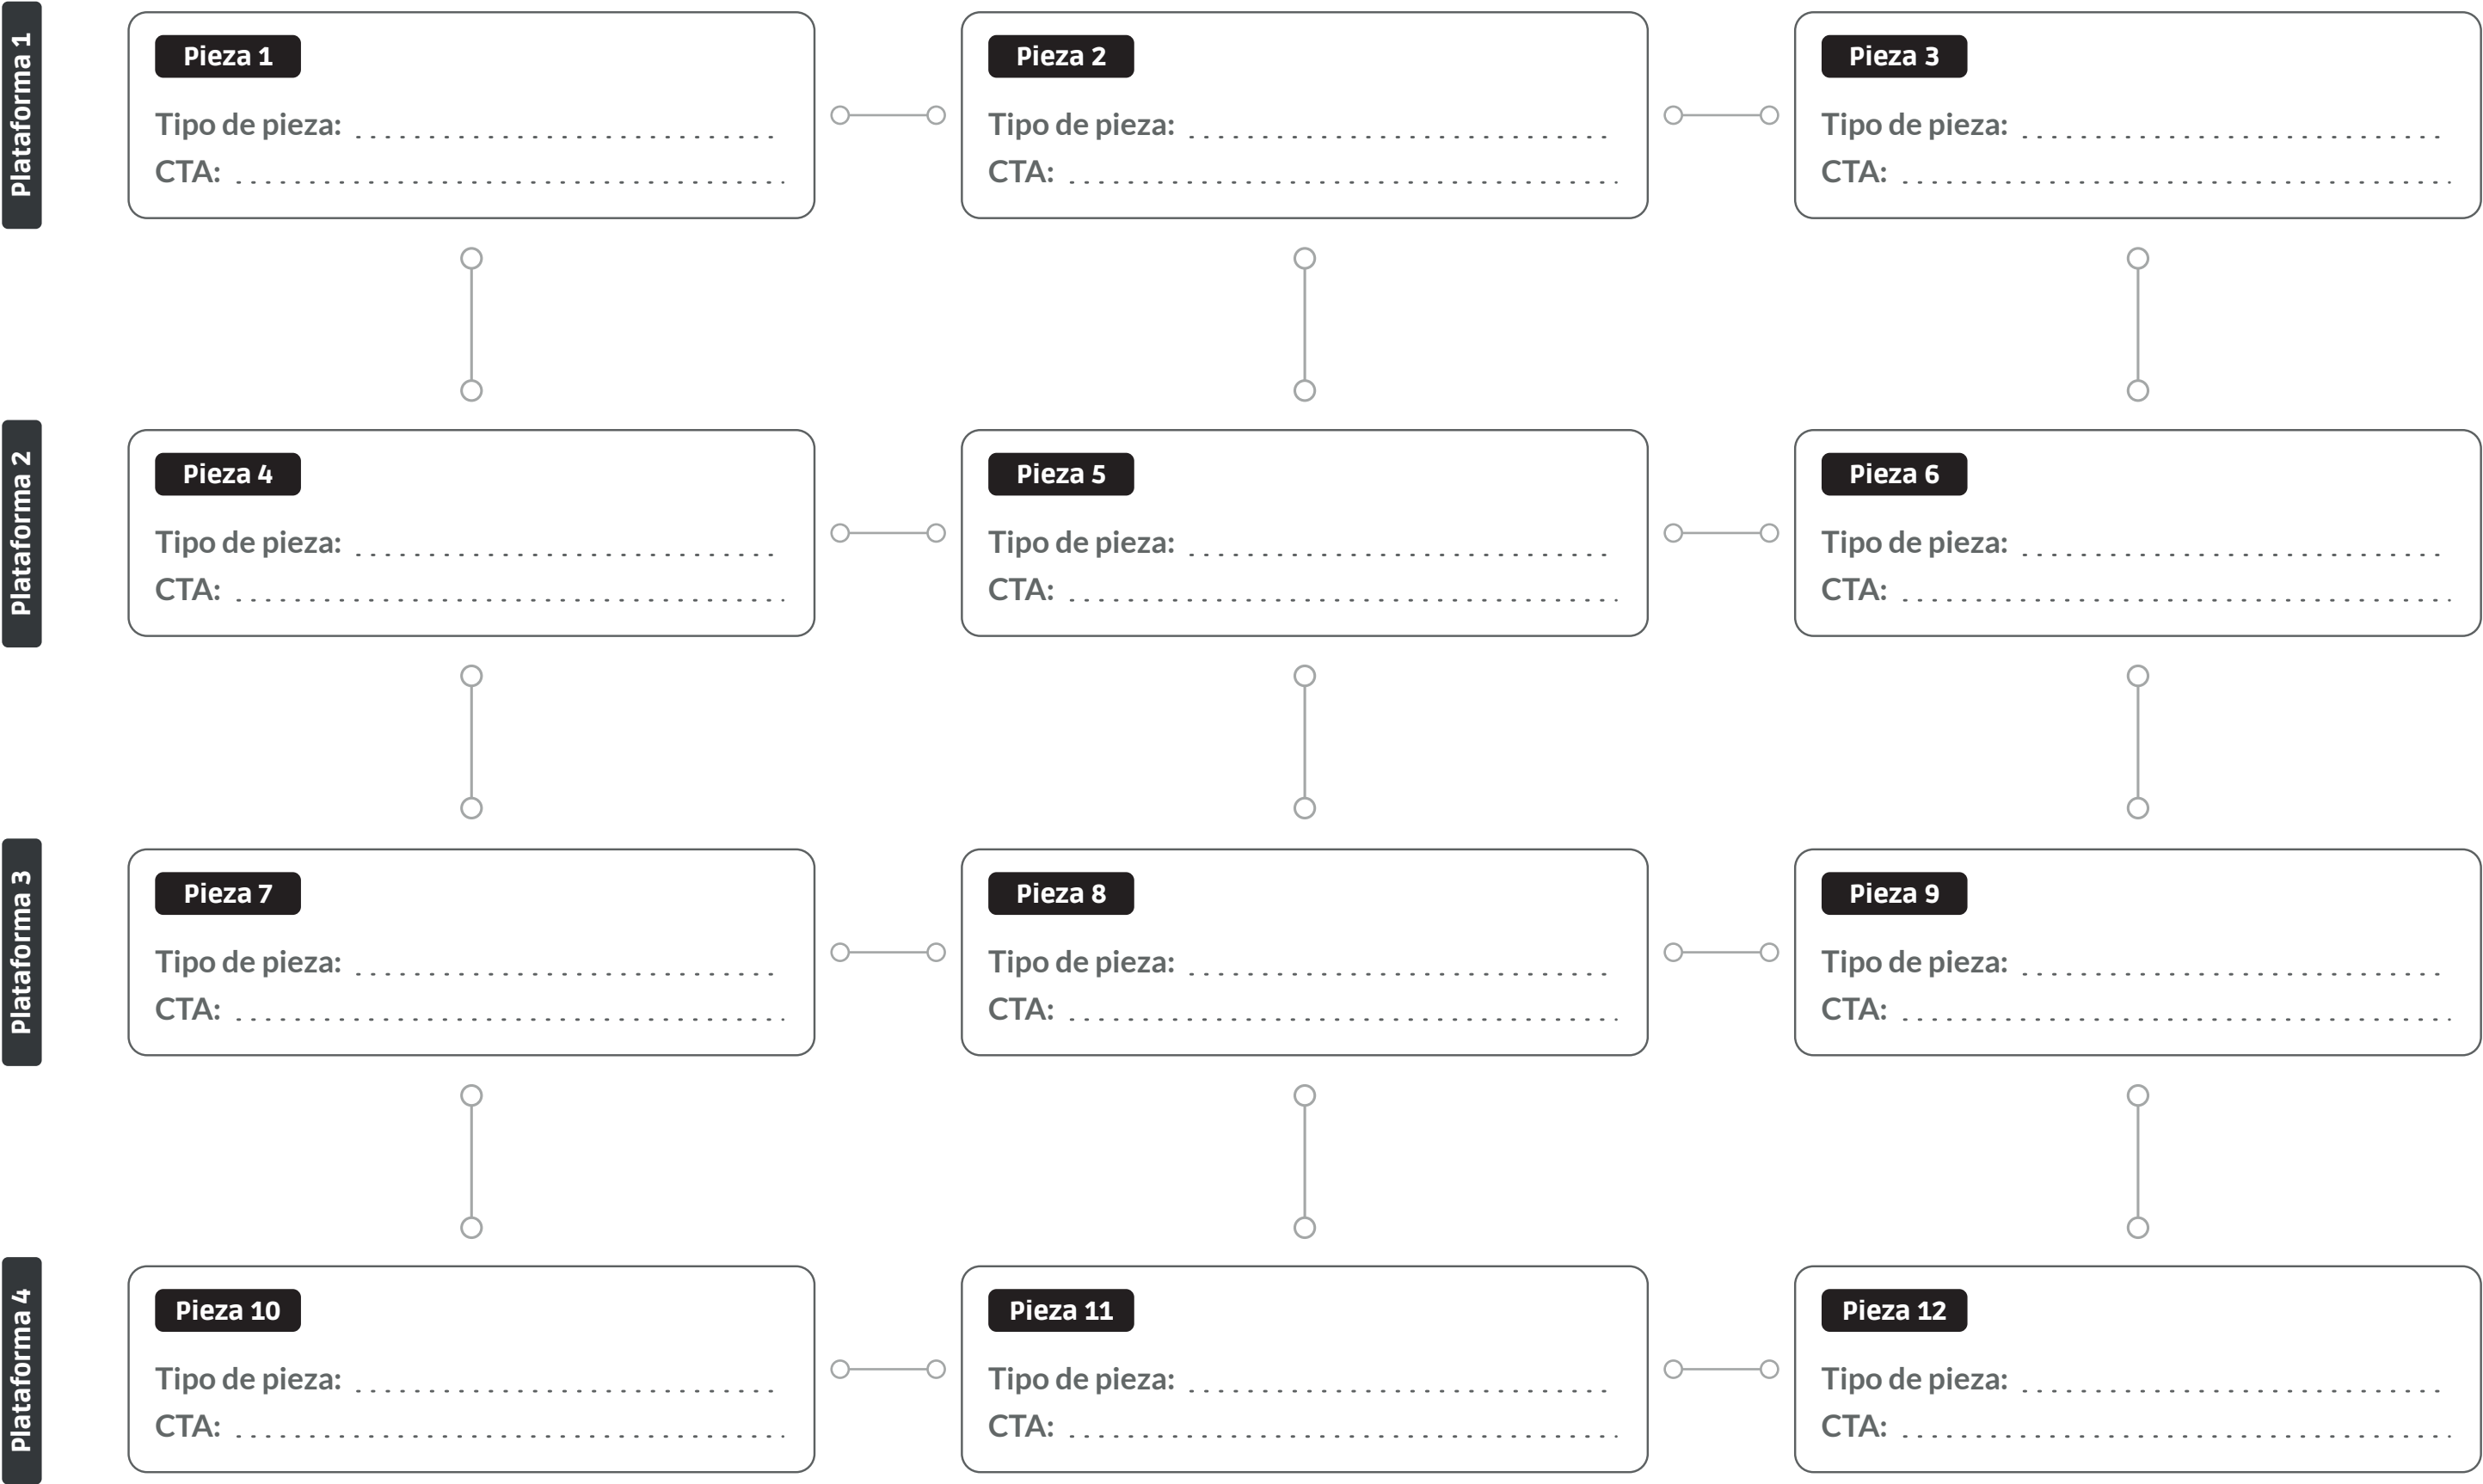 Plataforma 1
Pieza 1
Tipo de pieza:
CTA:
Pieza 2
Tipo de pieza:
CTA:
Pieza 3
Tipo de pieza:
CTA:
Plataforma 2
Pieza 4
Tipo de pieza:
CTA:
Pieza 5
Tipo de pieza:
CTA:
Pieza 6
Tipo de pieza:
CTA:
Plataforma 3
Pieza 7
Tipo de pieza:
CTA:
Pieza 8
Tipo de pieza:
CTA:
Pieza 9
Tipo de pieza:
CTA:
Plataforma 4
Pieza 10
Tipo de pieza:
CTA:
Pieza 11
Tipo de pieza:
CTA:
Pieza 12
Tipo de pieza:
CTA: